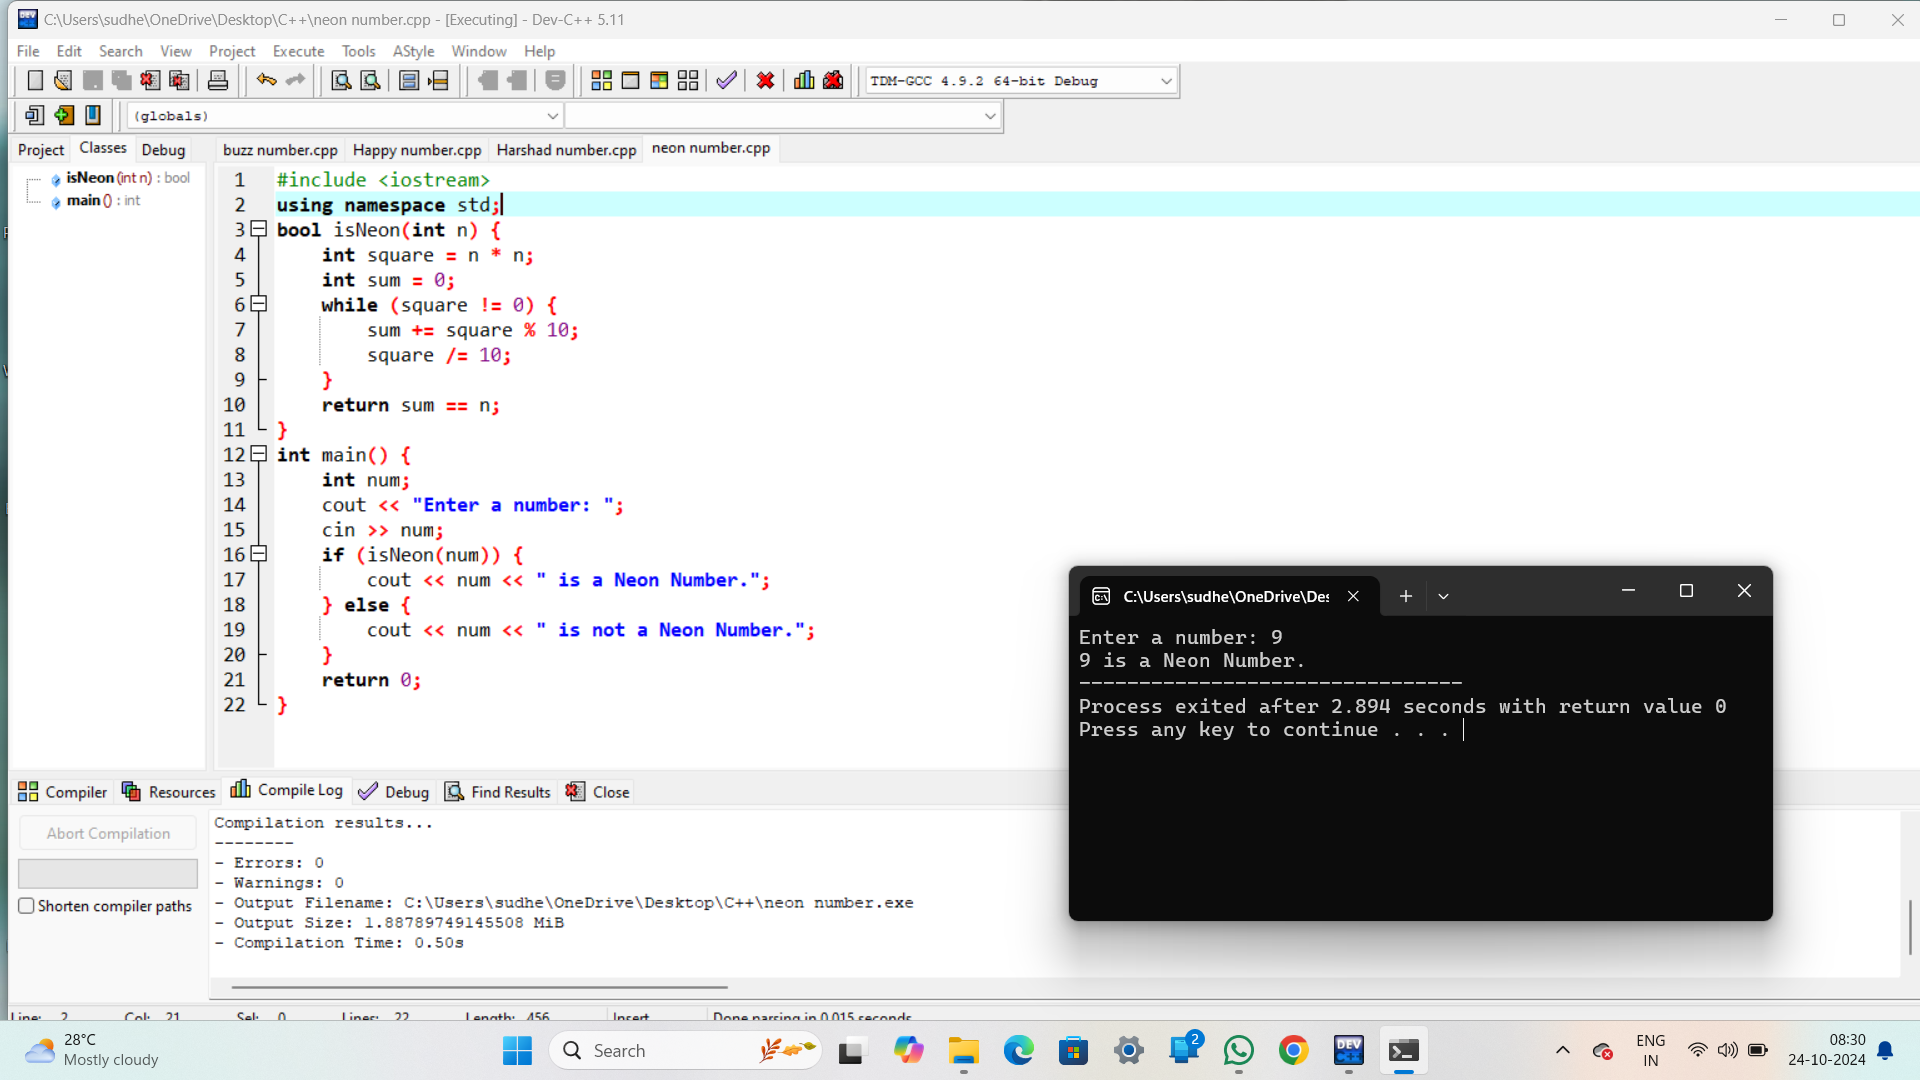 C:\Users\sudhe\OneDrive\Desktop\C++\neon number.cpp - [Executing] - Dev-C++ 5.11
File Edit Search View Project Execute Tools AStyle Window Help
TDM-GCC 4.9.2 64-bit Debug
(globals)
Project Classes Debug
buzz number.cpp Happy number.cpp Harshad number.cpp neon number.cpp
isNeon (int n) : bool
main () : int
1 #include <iostream>
2 using namespace std;
3 bool isNeon(int n) {
4 int square = n * n;
5 int sum = 0;
6 while (square != 0) {
7 sum += square % 10;
8 square /= 10;
9 }
10 return sum == n;
11 }
12 int main() {
13 int num;
14 cout << "Enter a number: ";
15 cin >> num;
16 if (isNeon(num)) {
17 cout << num << " is a Neon Number.";
18 } else {
19 cout << num << " is not a Neon Number.";
20 }
21 return 0;
22 }
C:\Users\sudhe\OneDrive\Des
Enter a number: 9
9 is a Neon Number.
--------------------------------
Process exited after 2.894 seconds with return value 0
Press any key to continue . . .
Compiler Resources Compile Log Debug Find Results Close
Abort Compilation
Shorten compiler paths
Compilation results...
--------
- Errors: 0
- Warnings: 0
- Output Filename: C:\Users\sudhe\OneDrive\Desktop\C++\neon number.exe
- Output Size: 1.88789749145508 MiB
- Compilation Time: 0.50s
Line: 2 Col: 21 Sel: 0 Lines: 22 Length: 456 Insert Done parsing in 0.015 seconds
28°C
Mostly cloudy
Search
DEV
2
ENG
IN
08:30
24-10-2024